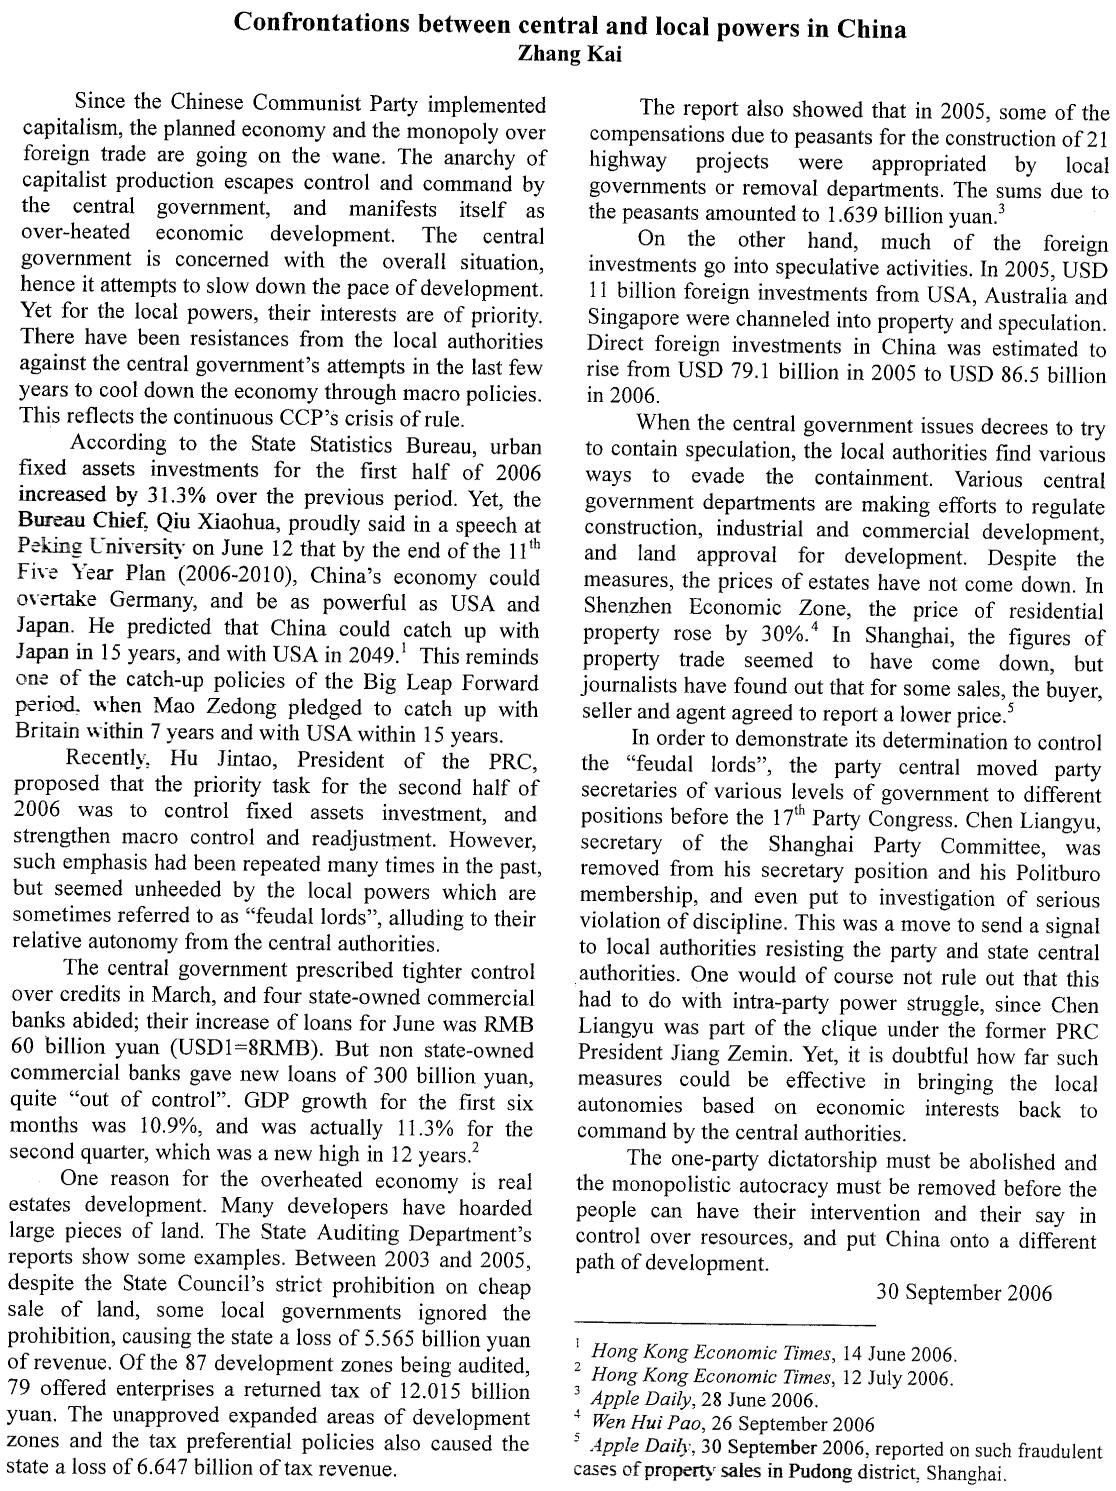 Confrontations between central and local powers in China
Zhang Kai
Since the Chinese Communist Party implemented
capitalism, the planned economy and the monopoly over
foreign trade are going on the wane. The anarchy of
capitalist production escapes control and command by
the central government, and manifests itself as
over-heated economic development. The central
government is concerned with the overall situation,
hence it attempts to slow down the pace of development.
Yet for the local powers, their interests are of priority.
There have been resistances from the local authorities
against the central government's attempts in the last few
years to cool down the economy through macro policies.
This reflects the continuous CCP's crisis of rule.
According to the State Statistics Bureau, urban
fixed assets investments for the first half of 2006
increased by 31.3% over the previous period. Yet, the
Bureau Chief, Qiu Xiaohua, proudly said in a speech at
Peking University on June 12 that by the end of the 11th
Five Year Plan (2006-2010), China's economy could
overtake Germany, and be as powerful as USA and
Japan. He predicted that China could catch up with
Japan in 15 years, and with USA in 2049.1 This reminds
one of the catch-up policies of the Big Leap Forward
period, when Mao Zedong pledged to catch up with
Britain within 7 years and with USA within 15 years.
Recently, Hu Jintao, President of the PRC,
proposed that the priority task for the second half of
2006 was to control fixed assets investment, and
strengthen macro control and readjustment. However,
such emphasis had been repeated many times in the past,
but seemed unheeded by the local powers which are
sometimes referred to as "feudal lords", alluding to their
relative autonomy from the central authorities.
The central government prescribed tighter control
over credits in March, and four state-owned commercial
banks abided; their increase of loans for June was RMB
60 billion yuan (USD1=8RMB). But non state-owned
commercial banks gave new loans of 300 billion yuan,
quite "out of control". GDP growth for the first six
months was 10.9%, and was actually 11.3% for the
second quarter, which was a new high in 12 years.2
One reason for the overheated economy is real
estates development. Many developers have hoarded
large pieces of land. The State Auditing Department's
reports show some examples. Between 2003 and 2005,
despite the State Council's strict prohibition on cheap
sale of land, some local governments ignored the
prohibition, causing the state a loss of 5.565 billion yuan
of revenue. Of the 87 development zones being audited,
79 offered enterprises a returned tax of 12.015 billion
yuan. The unapproved expanded areas of development
zones and the tax preferential policies also caused the
state a loss of 6.647 billion of tax revenue.
The report also showed that in 2005, some of the
compensations due to peasants for the construction of 21
highway projects were appropriated by local
governments or removal departments. The sums due to
the peasants amounted to 1.639 billion yuan.3
On the other hand, much of the foreign
investments go into speculative activities. In 2005, USD
11 billion foreign investments from USA, Australia and
Singapore were channeled into property and speculation.
Direct foreign investments in China was estimated to
rise from USD 79.1 billion in 2005 to USD 86.5 billion
in 2006.
When the central government issues decrees to try
to contain speculation, the local authorities find various
ways to evade the containment. Various central
government departments are making efforts to regulate
construction, industrial and commercial development,
and land approval for development. Despite the
measures, the prices of estates have not come down. In
Shenzhen Economic Zone, the price of residential
property rose by 30%.4 In Shanghai, the figures of
property trade seemed to have come down, but
journalists have found out that for some sales, the buyer,
seller and agent agreed to report a lower price.5
In order to demonstrate its determination to control
the "feudal lords", the party central moved party
secretaries of various levels of government to different
positions before the 17th Party Congress. Chen Liangyu,
secretary of the Shanghai Party Committee, was
removed from his secretary position and his Politburo
membership, and even put to investigation of serious
violation of discipline. This was a move to send a signal
to local authorities resisting the party and state central
authorities. One would of course not rule out that this
had to do with intra-party power struggle, since Chen
Liangyu was part of the clique under the former PRC
President Jiang Zemin. Yet, it is doubtful how far such
measures could be effective in bringing the local
autonomies based on economic interests back to
command by the central authorities.
The one-party dictatorship must be abolished and
the monopolistic autocracy must be removed before the
people can have their intervention and their say in
control over resources, and put China onto a different
path of development.
30 September 2006
1 Hong Kong Economic Times, 14 June 2006.
2 Hong Kong Economic Times, 12 July 2006.
3 Apple Daily, 28 June 2006.
4 Wen Hui Pao, 26 September 2006
5 Apple Daily, 30 September 2006, reported on such fraudulent
cases of property sales in Pudong district, Shanghai.